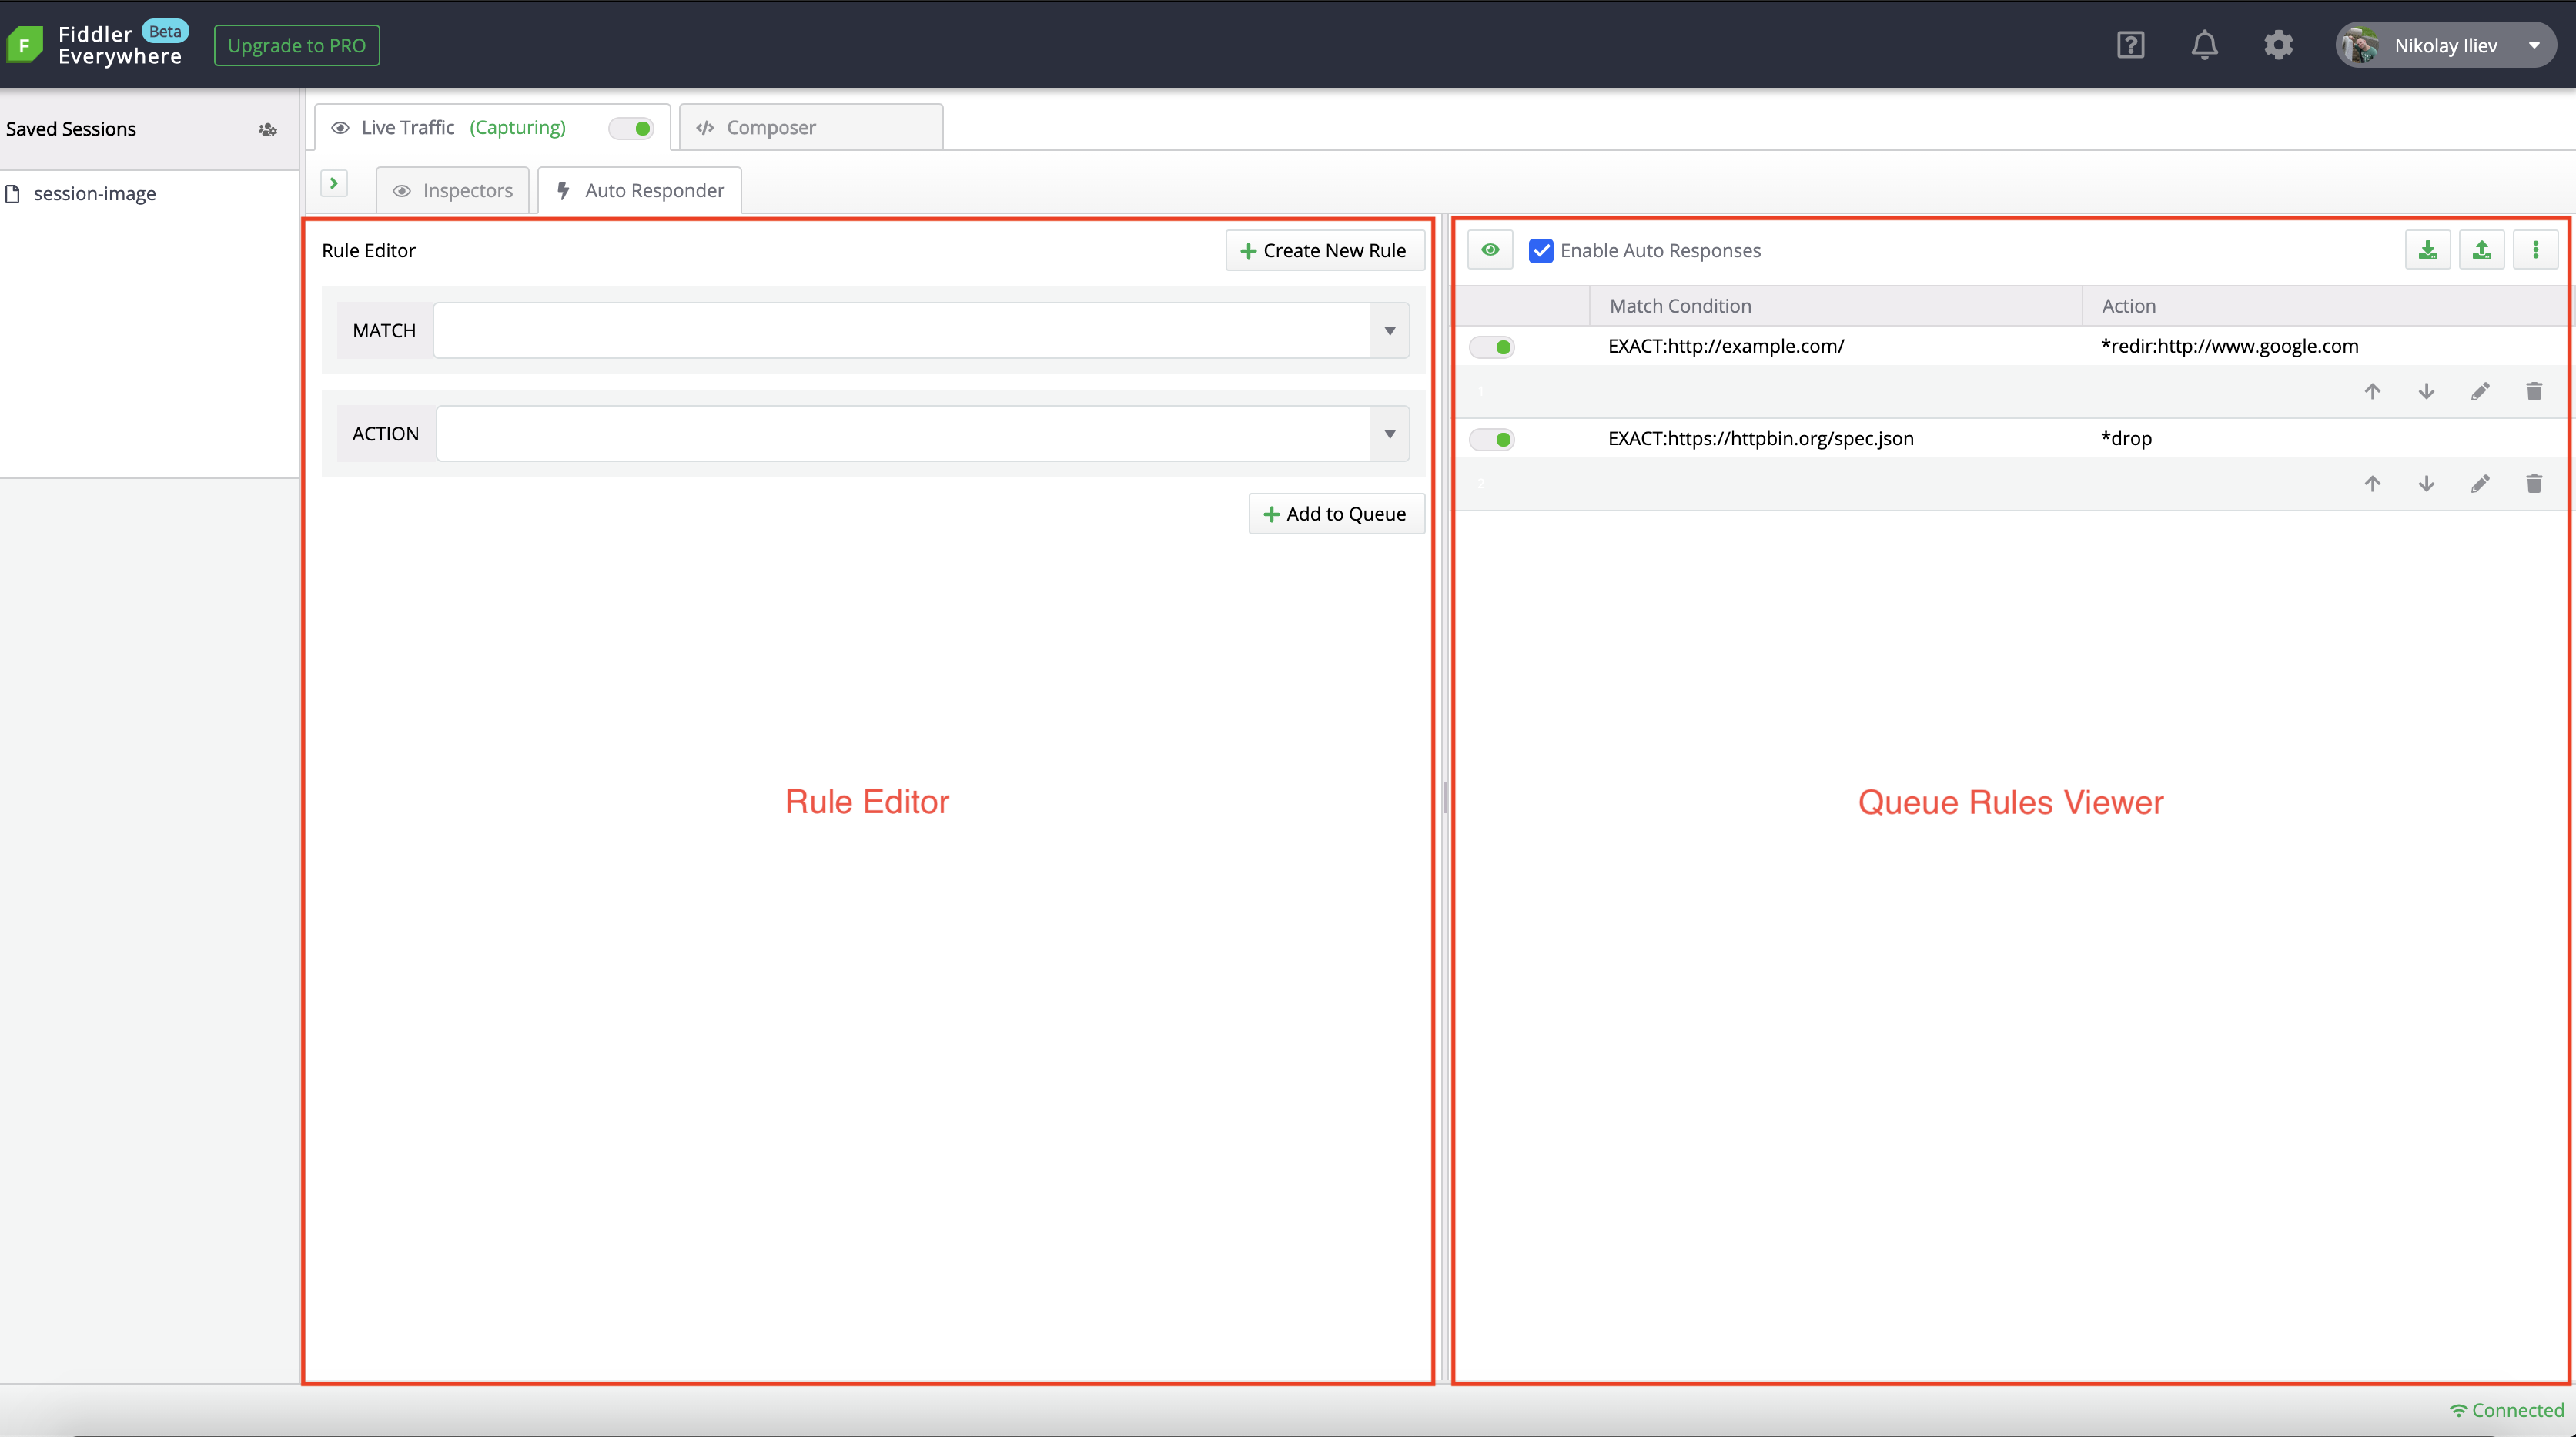 Fiddler Beta
Everywhere
Upgrade to PRO
Nikolay Iliev
Saved Sessions
Live Traffic (Capturing)
Composer
session-image
Inspectors
Auto Responder
Rule Editor
Create New Rule
Enable Auto Responses
MATCH
Match Condition
Action
EXACT:http://example.com/
*redir:http://www.google.com
1
ACTION
EXACT:https://httpbin.org/spec.json
*drop
2
Add to Queue
Rule Editor
Queue Rules Viewer
Connected